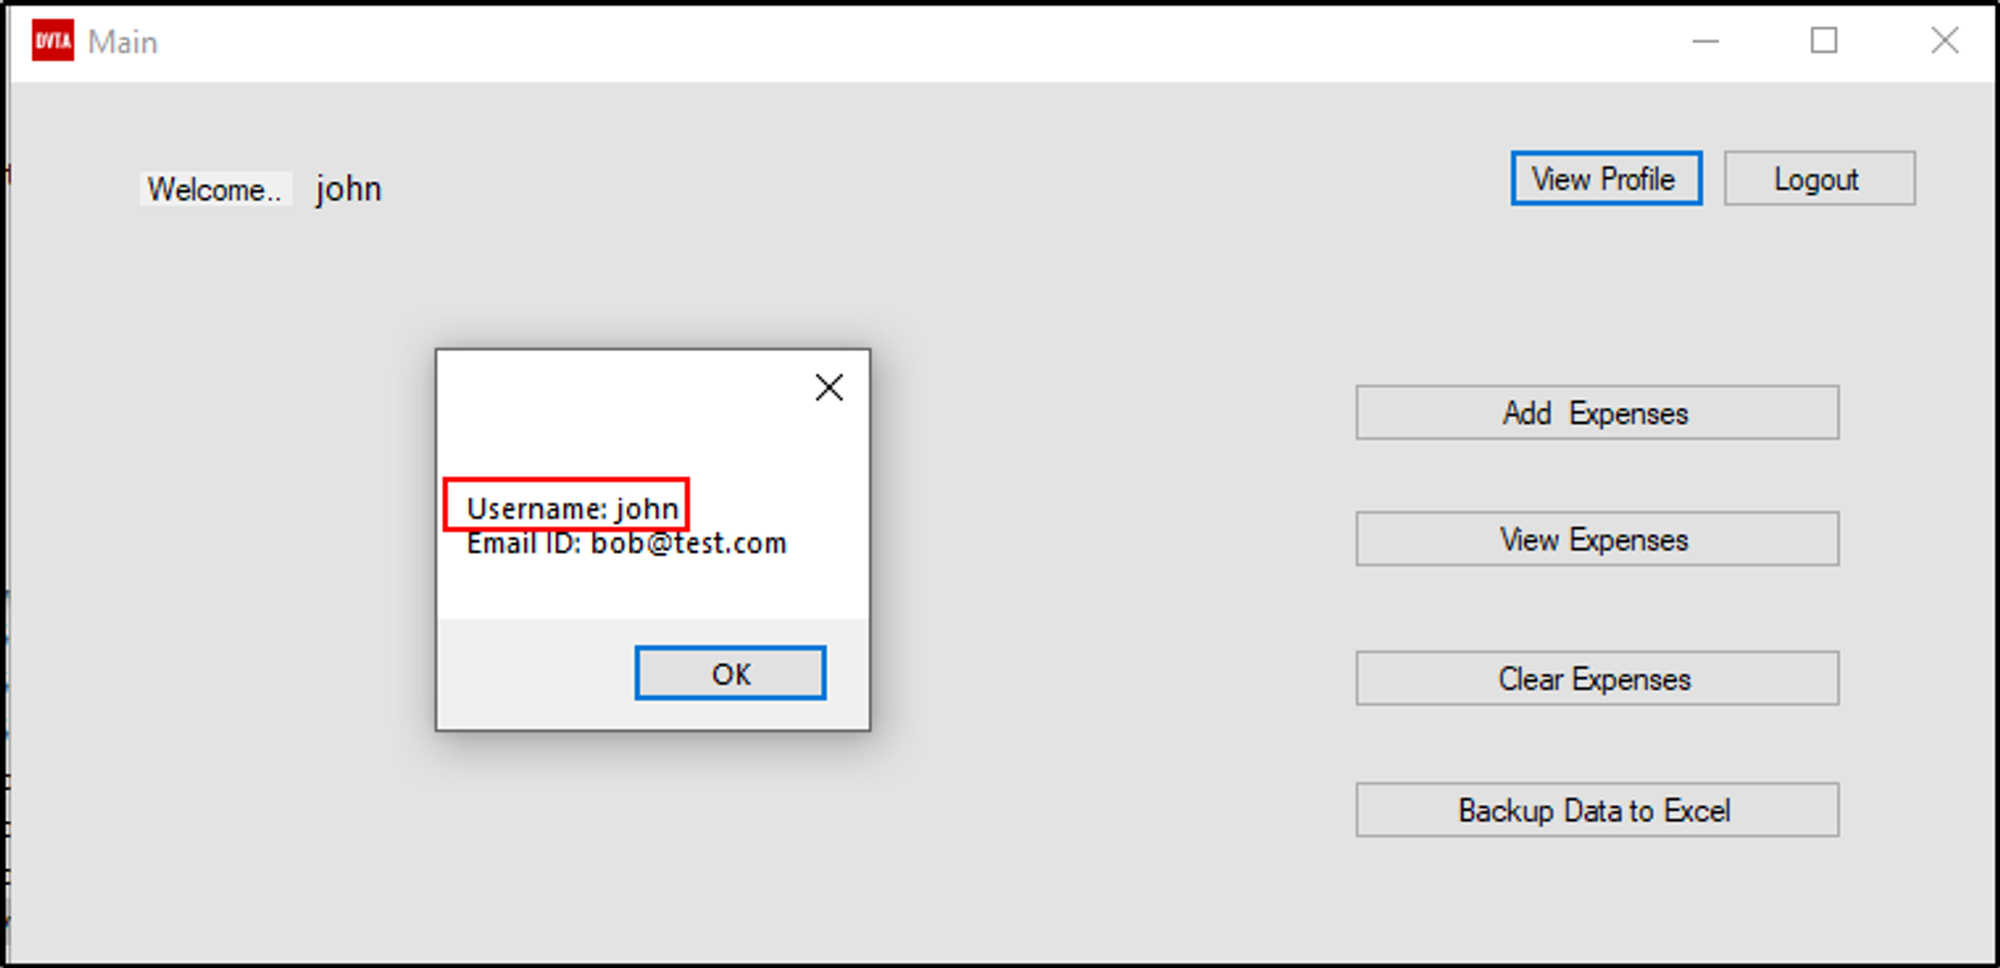 DVTA Main
Welcome.. john
View Profile
Logout
Username: john
Email ID: bob@test.com
OK
Add Expenses
View Expenses
Clear Expenses
Backup Data to Excel